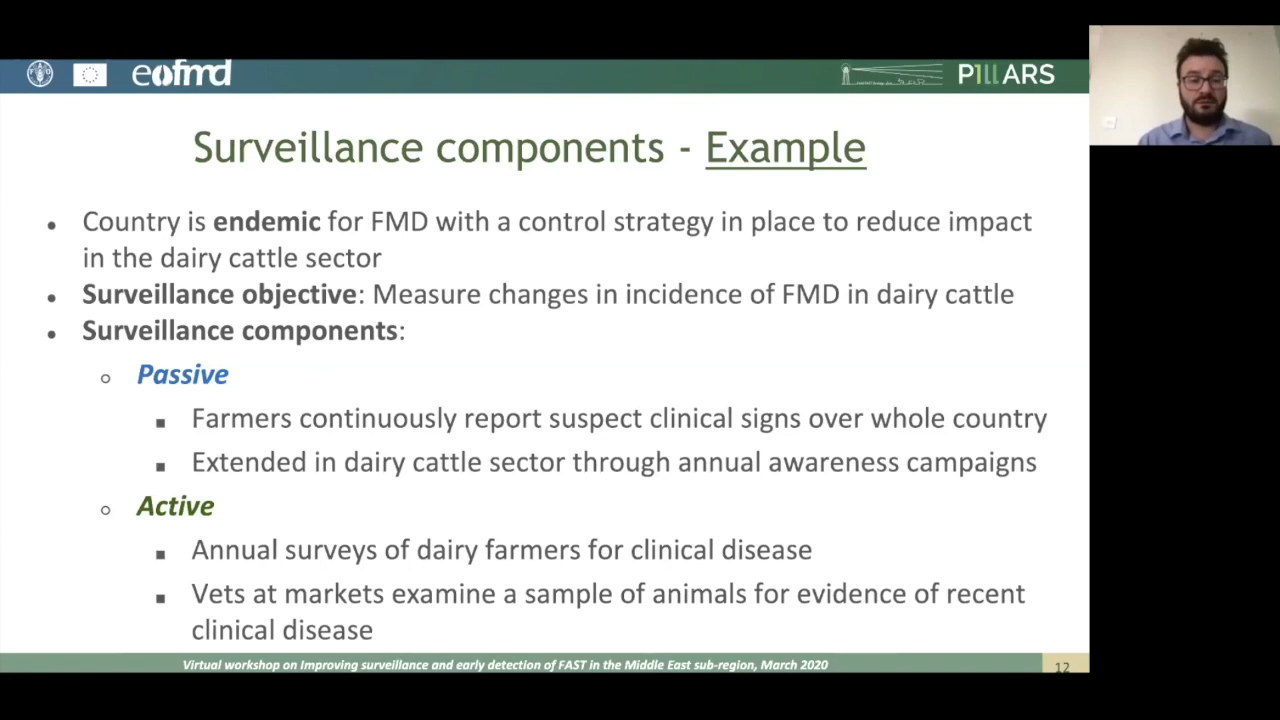 eofmd
PILLARS
Surveillance components - Example
Country is endemic for FMD with a control strategy in place to reduce impact
in the dairy cattle sector
Surveillance objective: Measure changes in incidence of FMD in dairy cattle
Surveillance components:
Passive
Farmers continuously report suspect clinical signs over whole country
Extended in dairy cattle sector through annual awareness campaigns
Active
Annual surveys of dairy farmers for clinical disease
Vets at markets examine a sample of animals for evidence of recent
clinical disease
Virtual workshop on Improving surveillance and early detection of FAST in the Middle East sub-region, March 2020
12